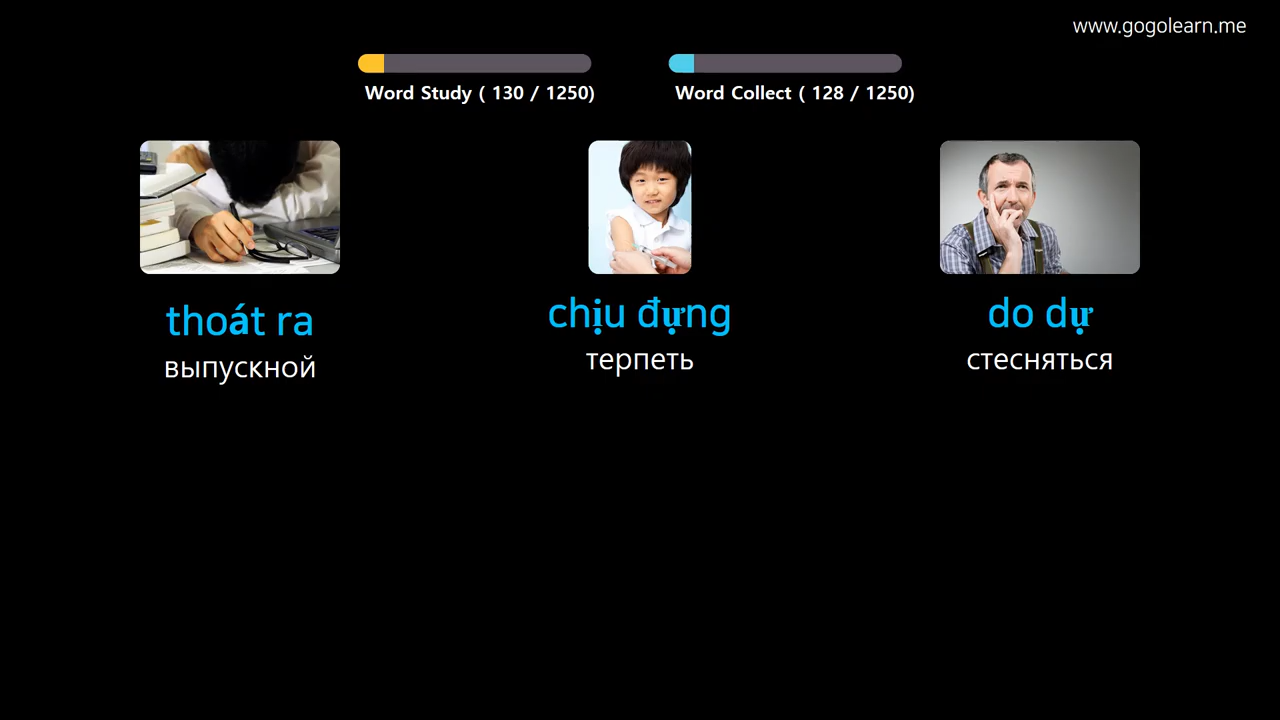 www.gogolearn.me
Word Study ( 130 / 1250)
Word Collect ( 128 / 1250)
thoát ra
выпускной
chịu đựng
терпеть
do dự
стесняться